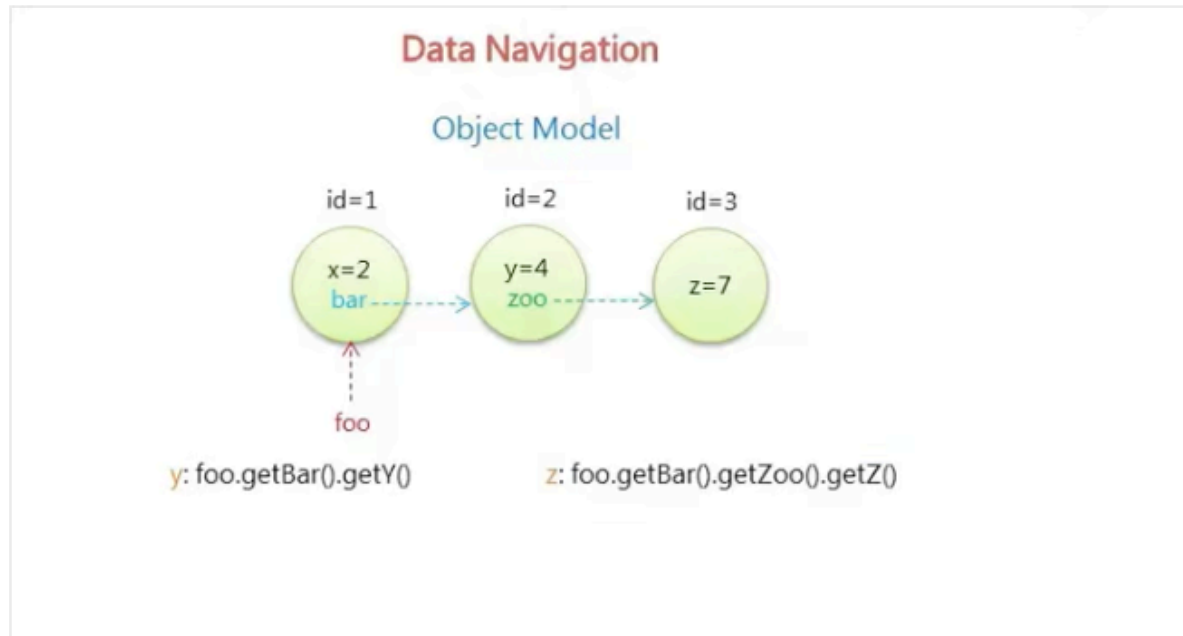 Data Navigation
Object Model
id=1 id=2 id=3
x=2 y=4 z=7
bar zoo
foo
y: foo.getBar().getY() z: foo.getBar().getZoo().getZ()